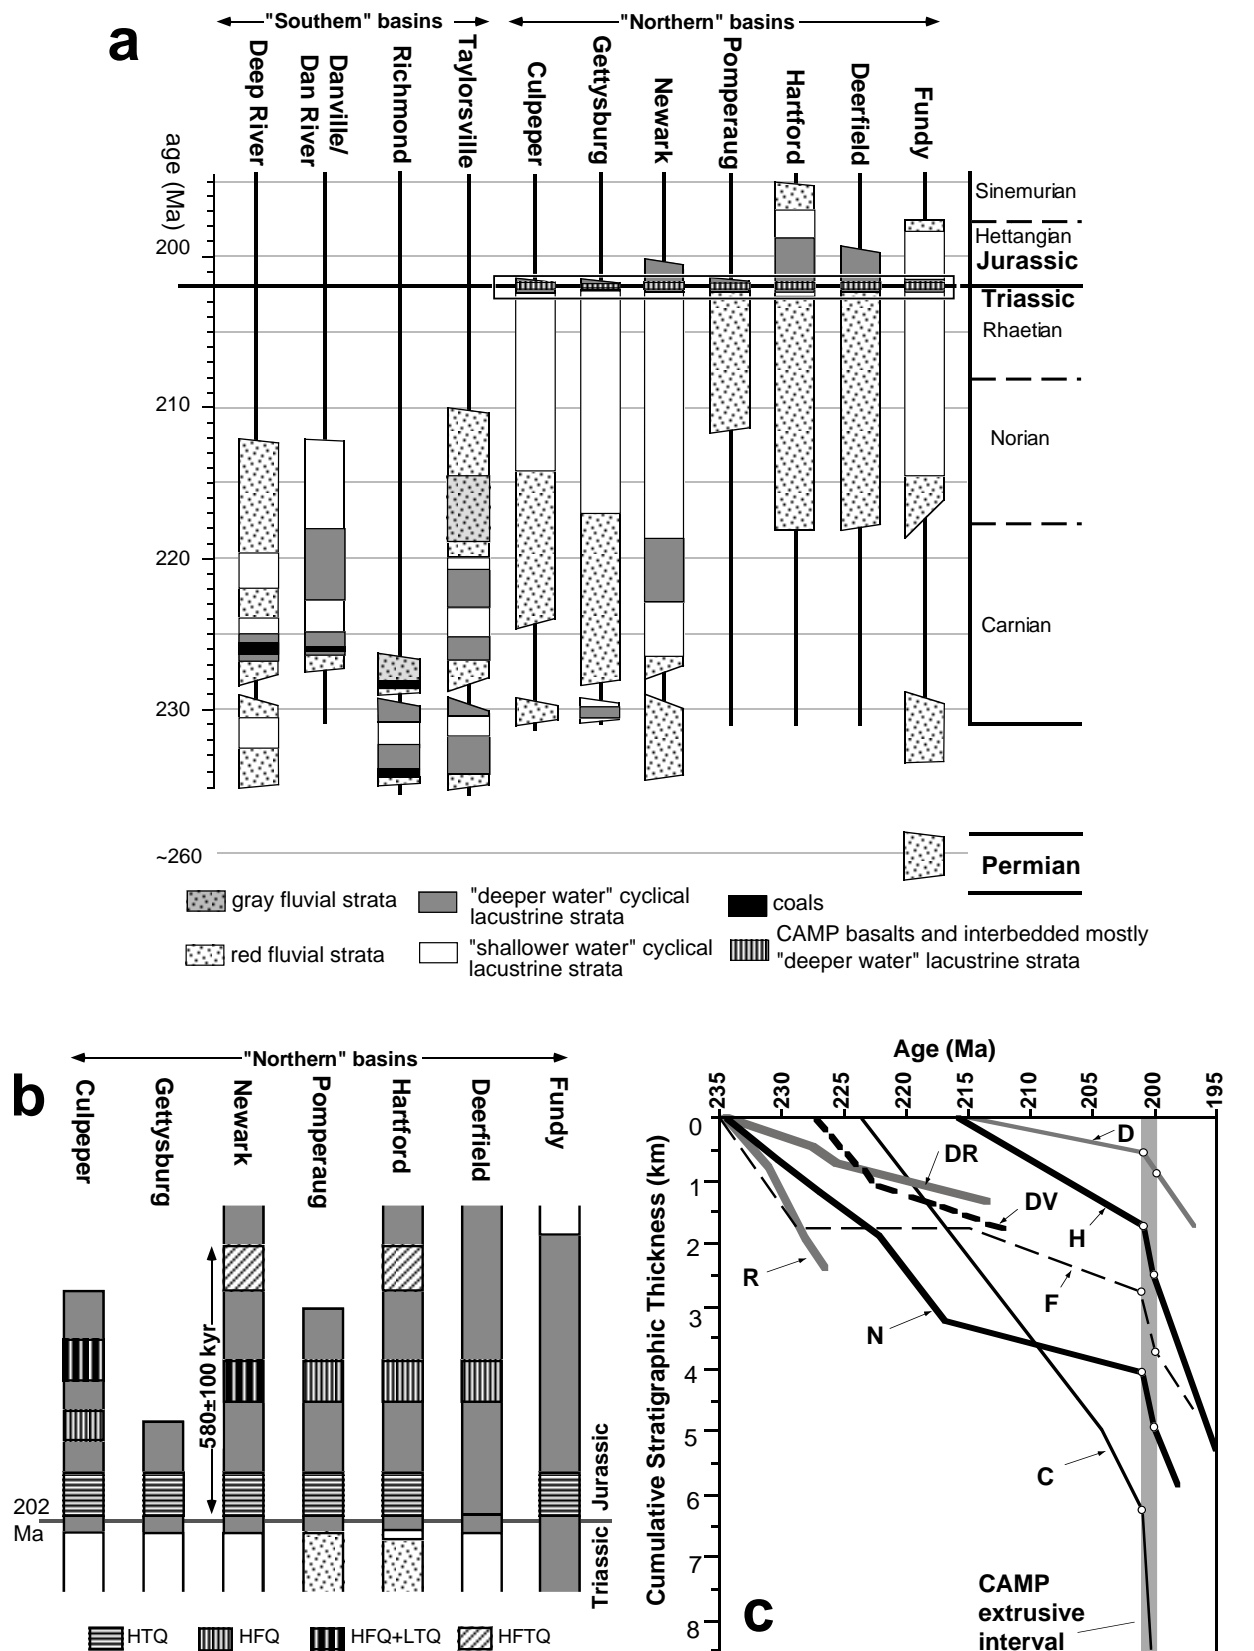 a
"Southern" basins
"Northern" basins
Deep River
Danville/
Dan River
Richmond
Taylorsville
Culpeper
Gettysburg
Newark
Pomperaug
Hartford
Deerfield
Fundy
age (Ma)
200
210
220
230
~260
Sinemurian
Hettangian
Jurassic
Triassic
Rhaetian
Norian
Carnian
Permian
gray fluvial strata
"deeper water" cyclical
lacustrine strata
coals
red fluvial strata
"shallower water" cyclical
lacustrine strata
CAMP basalts and interbedded mostly
"deeper water" lacustrine strata
b
"Northern" basins
Culpeper
Gettysburg
Newark
Pomperaug
Hartford
Deerfield
Fundy
580±100 kyr
202
Ma
Jurassic
Triassic
HTQ
HFQ
HFQ+LTQ
HFTQ
Age (Ma)
235
230
225
220
215
210
205
200
195
Cumulative Stratigraphic Thickness (km)
0
1
2
3
4
5
6
7
8
D
DR
DV
H
R
F
N
C
c
CAMP
extrusive
interval